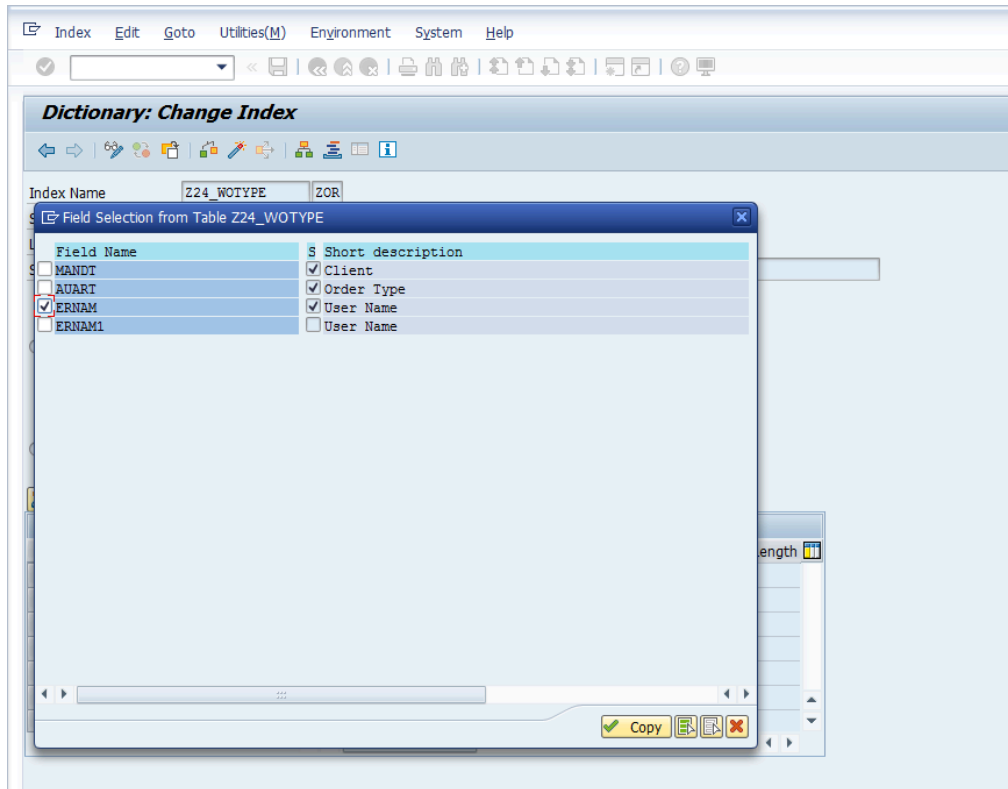 Index Edit Goto Utilities(M) Environment System Help
Dictionary: Change Index
Index Name Z24_WOTYPE ZOR
Field Selection from Table Z24_WOTYPE
Field Name S Short description
MANDT Client
AUART Order Type
ERNAM User Name
ERNAM1 User Name
ength
Copy